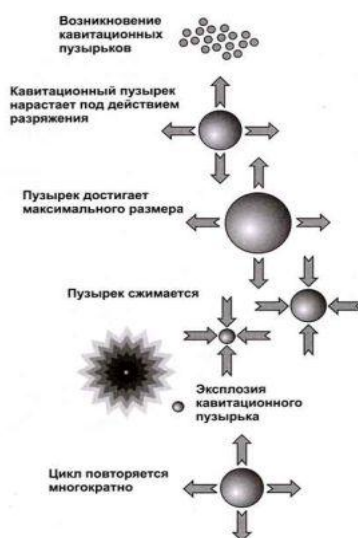 Возникновение
кавитационных
пузырьков
Кавитационный пузырек
нарастает под действием
разряжения
Пузырек достигает
максимального размера
Пузырек сжимается
Эксплозия
кавитационного
пузырька
Цикл повторяется
многократно